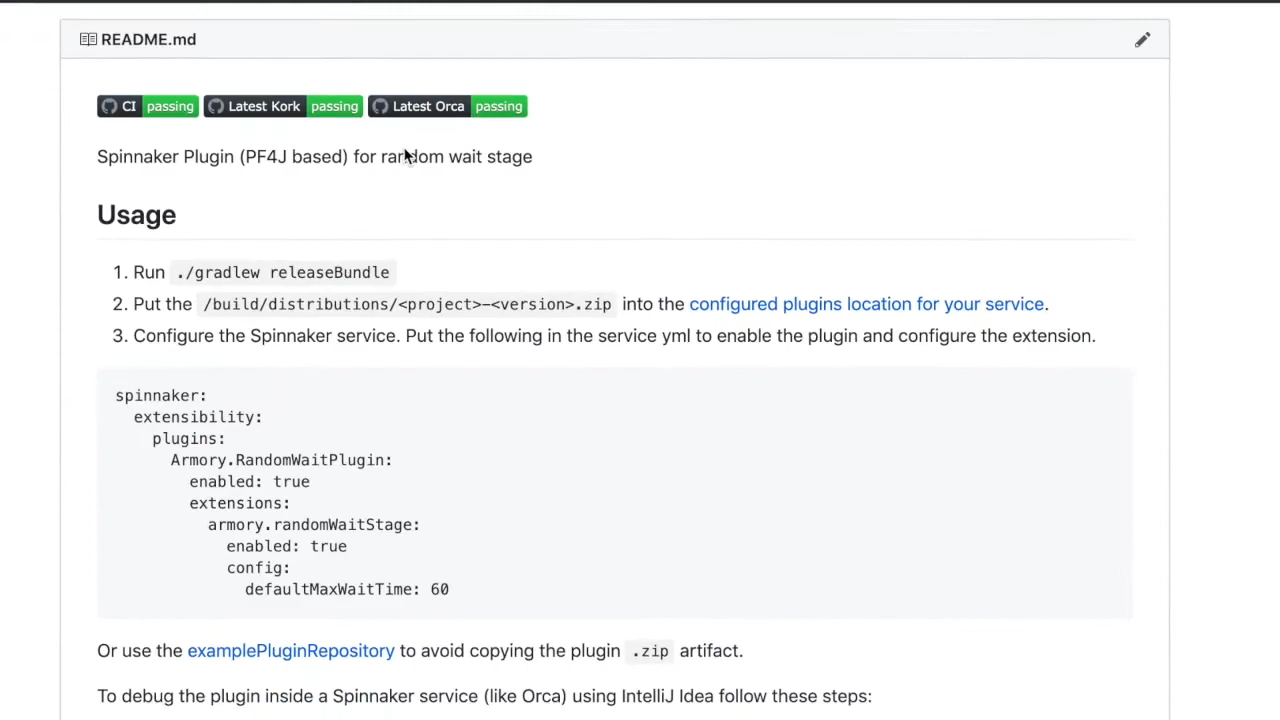 README.md
CI passing Latest Kork passing Latest Orca passing
Spinnaker Plugin (PF4J based) for random wait stage
Usage
1. Run ./gradlew releaseBundle
2. Put the /build/distributions/<project>-<version>.zip into the configured plugins location for your service.
3. Configure the Spinnaker service. Put the following in the service yml to enable the plugin and configure the extension.
spinnaker:
  extensibility:
    plugins:
      Armory.RandomWaitPlugin:
        enabled: true
        extensions:
          armory.randomWaitStage:
            enabled: true
            config:
              defaultMaxWaitTime: 60
Or use the examplePluginRepository to avoid copying the plugin .zip artifact.
To debug the plugin inside a Spinnaker service (like Orca) using IntelliJ Idea follow these steps: